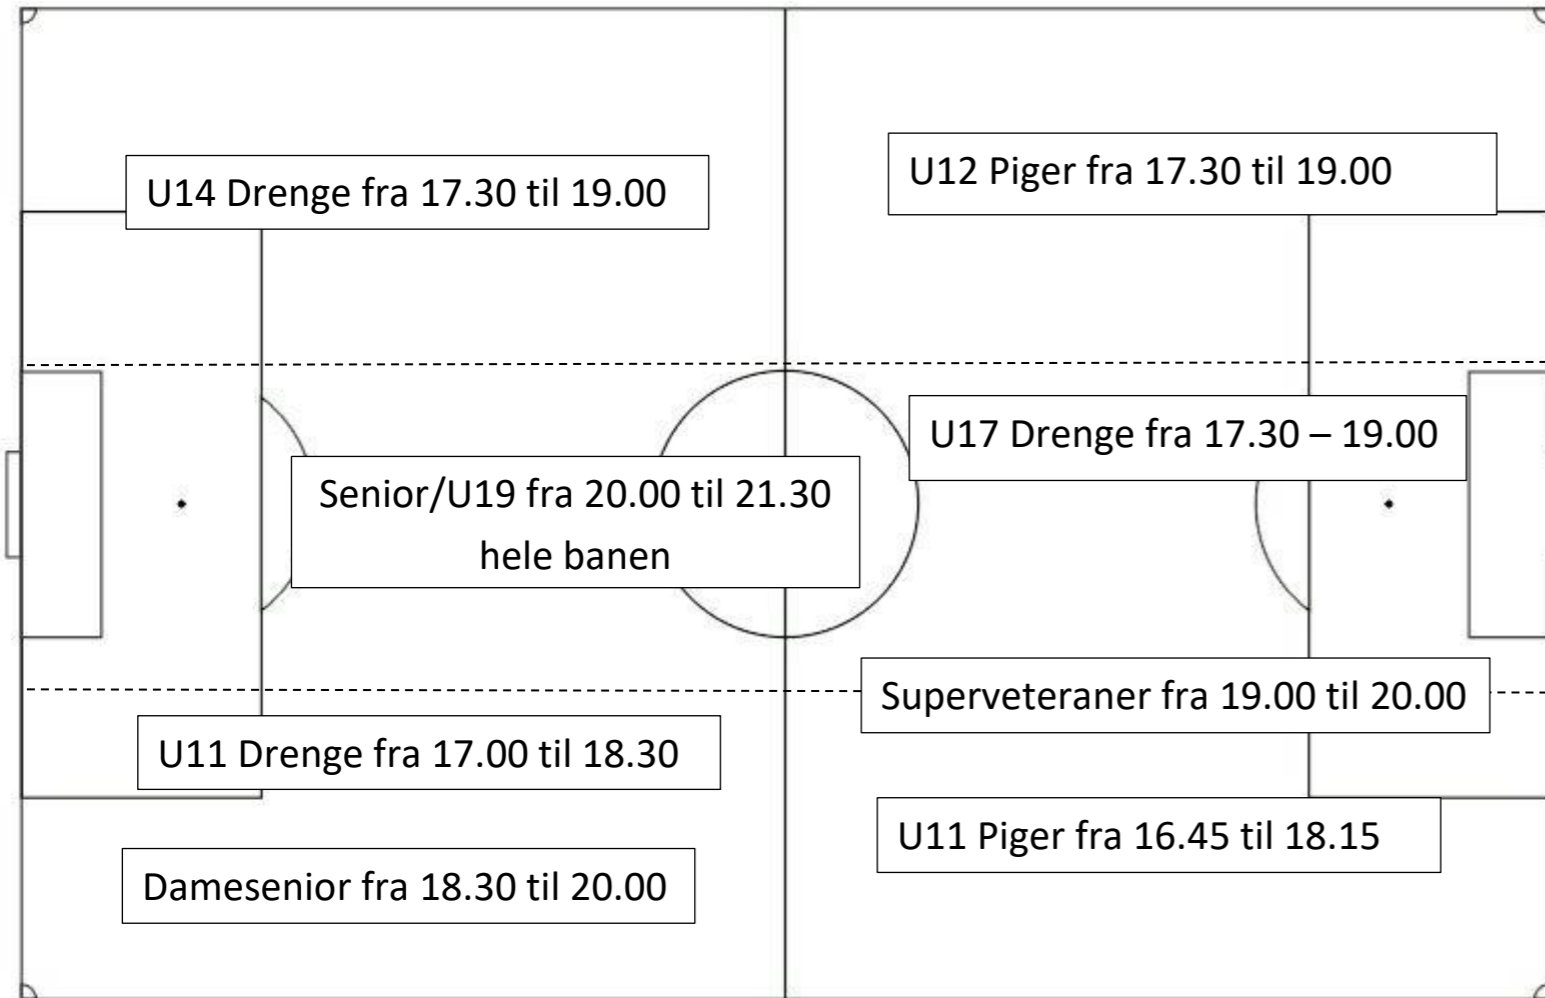 U14 Drenge fra 17.30 til 19.00
U12 Piger fra 17.30 til 19.00
U17 Drenge fra 17.30 – 19.00
Senior/U19 fra 20.00 til 21.30
hele banen
Superveteraner fra 19.00 til 20.00
U11 Drenge fra 17.00 til 18.30
U11 Piger fra 16.45 til 18.15
Damesenior fra 18.30 til 20.00